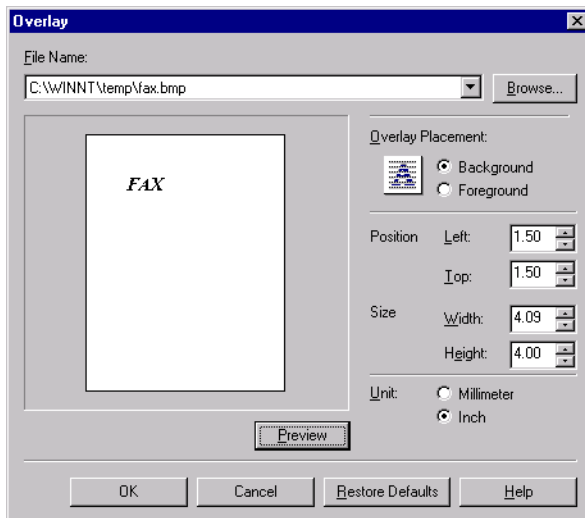 Overlay
File Name:
C:\WINNT\temp\fax.bmp
Browse...
FAX
Overlay Placement:
Background
Foreground
Position Left: 1.50
Top: 1.50
Size Width: 4.09
Height: 4.00
Unit: Millimeter
Inch
Preview
OK Cancel Restore Defaults Help